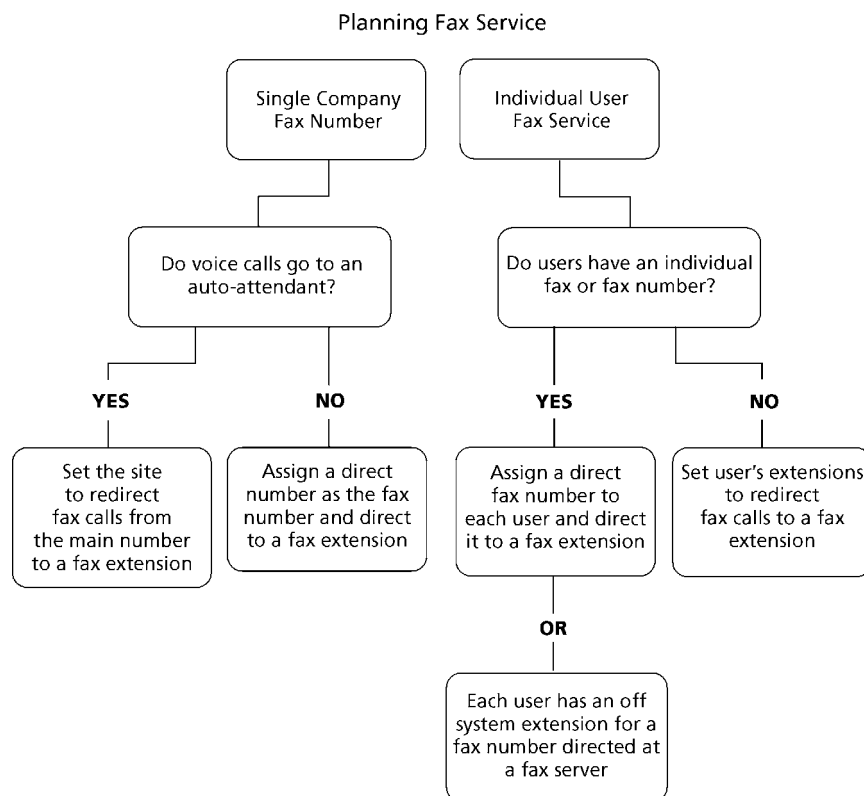 Planning Fax Service
Single Company
Fax Number
Individual User
Fax Service
Do voice calls go to an
auto-attendant?
Do users have an individual
fax or fax number?
YES
NO
YES
NO
Set the site
to redirect
fax calls from
the main number
to a fax extension
Assign a direct
number as the fax
number and direct
to a fax extension
Assign a direct
fax number to
each user and direct
it to a fax extension
Set user's extensions
to redirect
fax calls to a fax
extension
OR
Each user has an off
system extension for a
fax number directed at
a fax server